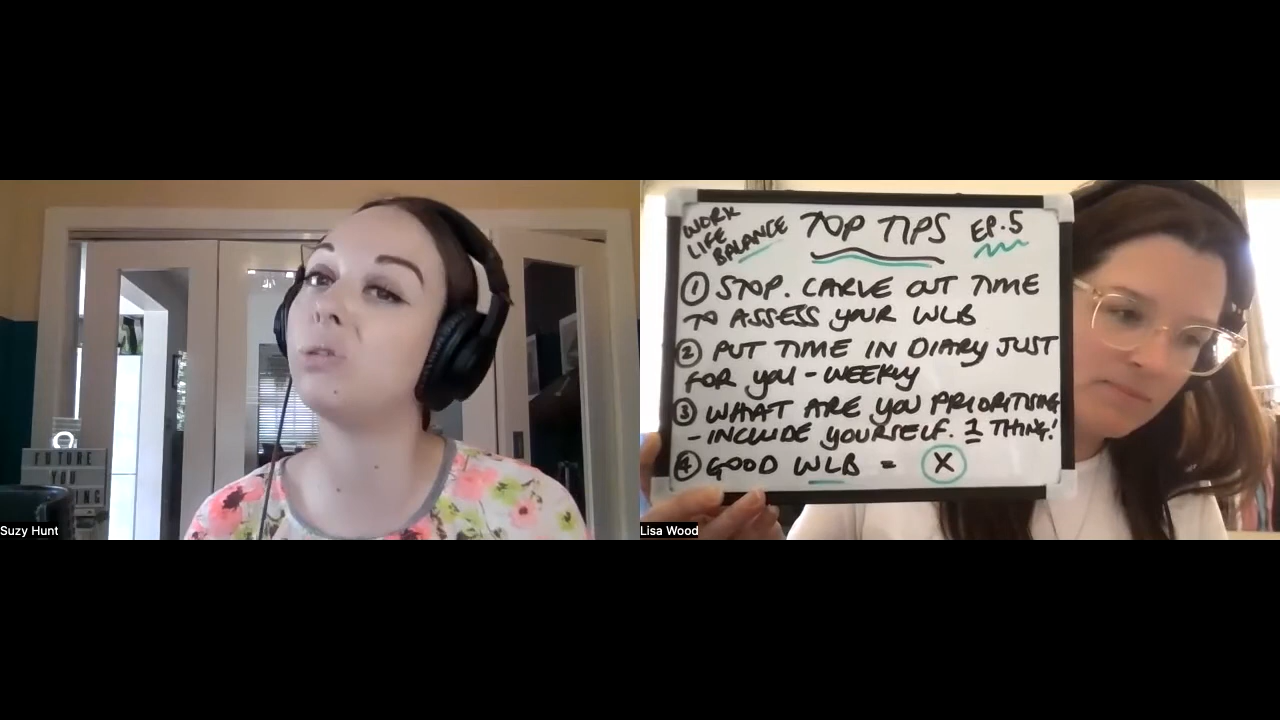 WORK
LIFE
BALANCE
TOP TIPS
EP.5
① STOP. CARVE OUT TIME
TO ASSESS YOUR WLB
② PUT TIME IN DIARY JUST
FOR YOU - WEEKLY
③ WHAT ARE YOU PRIORITISING
- INCLUDE YOURSELF. 1 THING!
④ GOOD WLB = X
FUTURE
YOU
Suzy Hunt
Lisa Wood